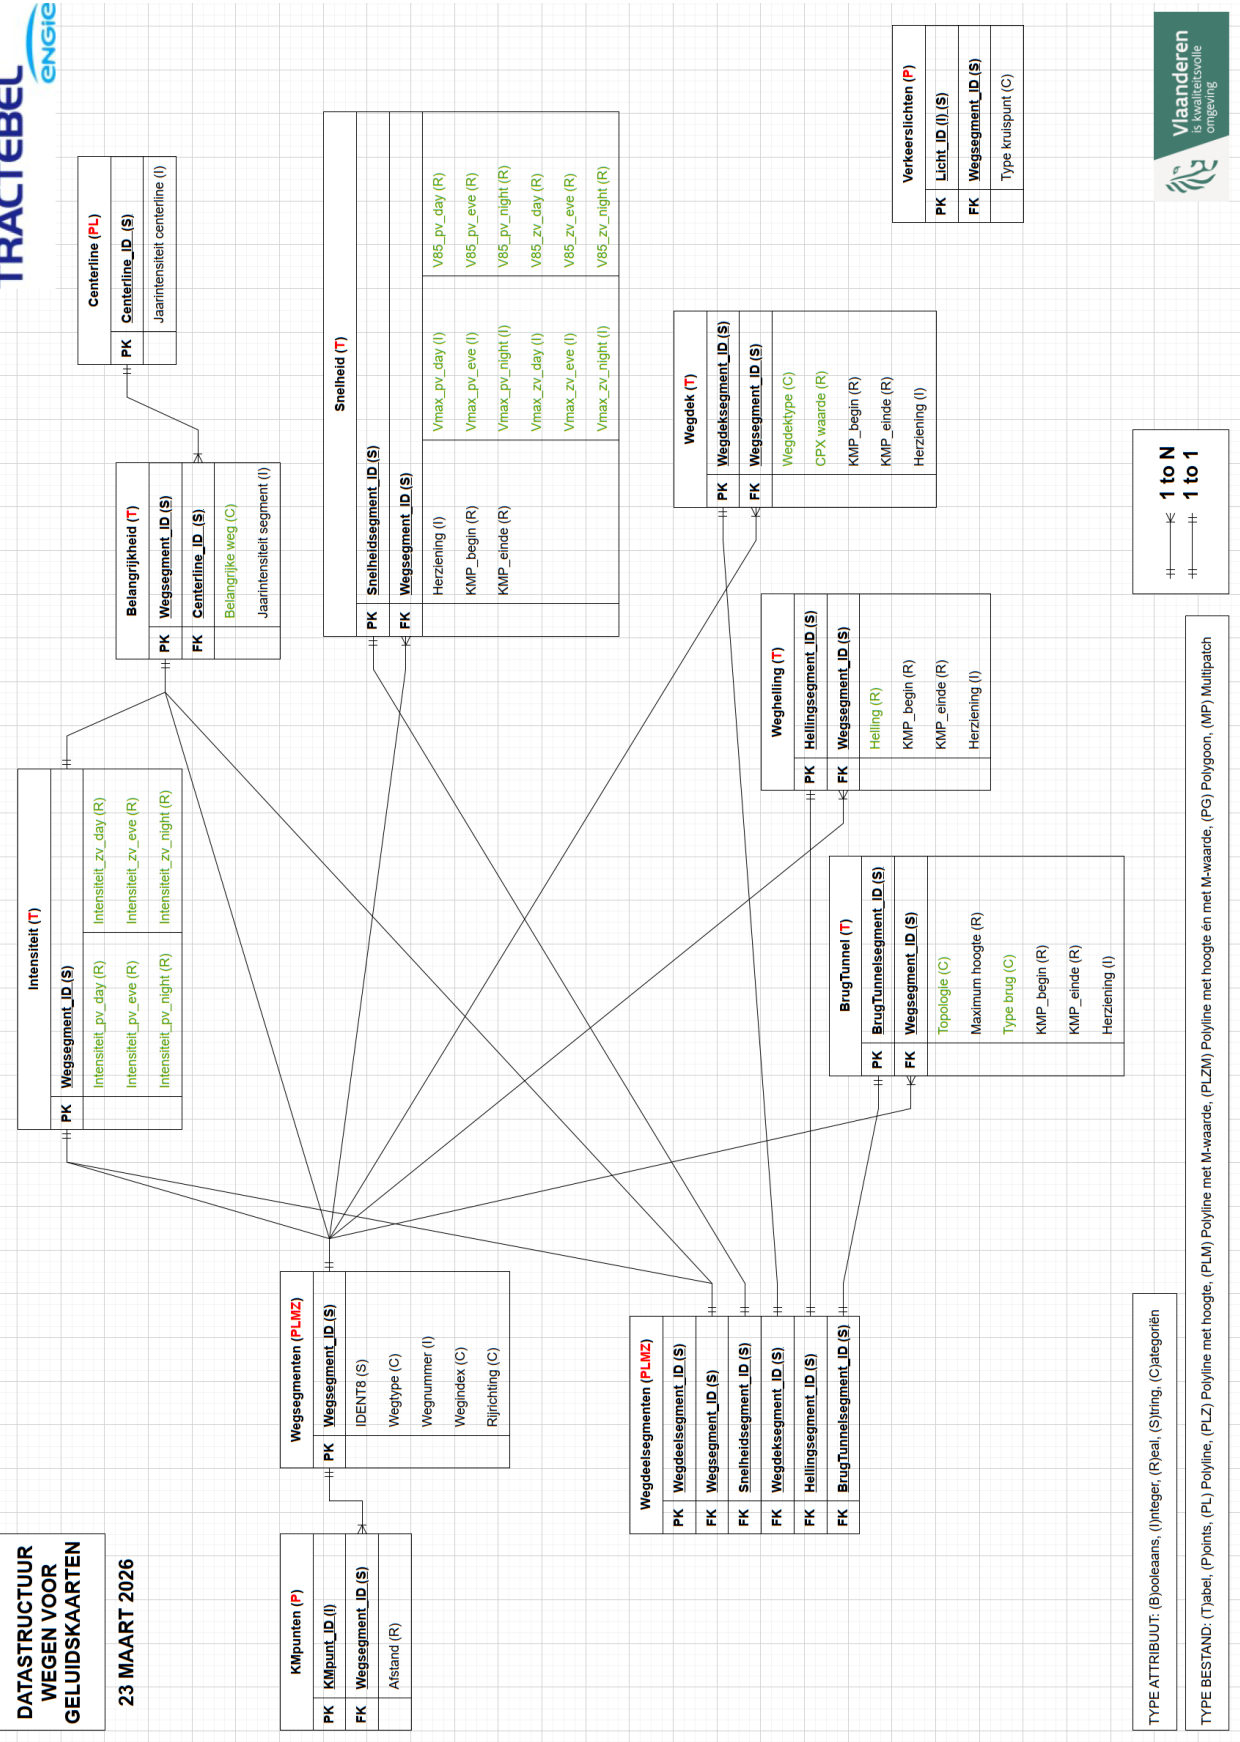 DATASTRUCTUUR
WEGEN VOOR
GELUIDSKAARTEN
23 MAART 2026
TRACTEBEL
ENGIE
KMpunten (P)
PK KMpunt_ID (I)
FK Wegsegment_ID (S)
Afstand (R)
Wegsegmenten (PLMZ)
PK Wegsegment_ID (S)
IDENT8 (S)
Wegtype (C)
Wegnummer (I)
Wegindex (C)
Rijrichting (C)
Intensiteit (T)
PK Wegsegment_ID (S)
Intensiteit_pv_day (R) Intensiteit_zv_day (R)
Intensiteit_pv_eve (R) Intensiteit_zv_eve (R)
Intensiteit_pv_night (R) Intensiteit_zv_night (R)
Belangrijkheid (T)
PK Wegsegment_ID (S)
FK Centerline_ID (S)
Belangrijke weg (C)
Jaarintensiteit segment (I)
Centerline (PL)
PK Centerline_ID (S)
Jaarintensiteit centerline (I)
Snelheid (T)
PK Snelheidsegment_ID (S)
FK Wegsegment_ID (S)
Herziening (I) Vmax_pv_day (I) V85_pv_day (R)
KMP_begin (R) Vmax_pv_eve (I) V85_pv_eve (R)
KMP_einde (R) Vmax_pv_night (I) V85_pv_night (R)
Vmax_zv_day (I) V85_zv_day (R)
Vmax_zv_eve (I) V85_zv_eve (R)
Vmax_zv_night (I) V85_zv_night (R)
Wegdeelsegmenten (PLMZ)
PK Wegdeelsegment_ID (S)
FK Wegsegment_ID (S)
FK Snelheidsegment_ID (S)
FK Wegdeksegment_ID (S)
FK Hellingsegment_ID (S)
FK BrugTunnelsegment_ID (S)
BrugTunnel (T)
PK BrugTunnelsegment_ID (S)
FK Wegsegment_ID (S)
Topologie (C)
Maximum hoogte (R)
Type brug (C)
KMP_begin (R)
KMP_einde (R)
Herziening (I)
Weghelling (T)
PK Hellingsegment_ID (S)
FK Wegsegment_ID (S)
Helling (R)
KMP_begin (R)
KMP_einde (R)
Herziening (I)
Wegdek (T)
PK Wegdeksegment_ID (S)
FK Wegsegment_ID (S)
Wegdektype (C)
CPX waarde (R)
KMP_begin (R)
KMP_einde (R)
Herziening (I)
Verkeerslichten (P)
PK Licht_ID (I) (S)
FK Wegsegment_ID (S)
Type kruispunt (C)
1 to N
1 to 1
Vlaanderen
is kwaliteitsvolle
omgeving
TYPE ATTRIBUUT: (B)ooleaans, (I)nteger, (R)eal, (S)tring, (C)ategoriën
TYPE BESTAND: (T)abel, (P)oints, (PL) Polyline, (PLZ) Polyline met hoogte, (PLM) Polyline met M-waarde, (PLZM) Polyline met hoogte én met M-waarde, (PG) Polygoon, (MP) Multipatch